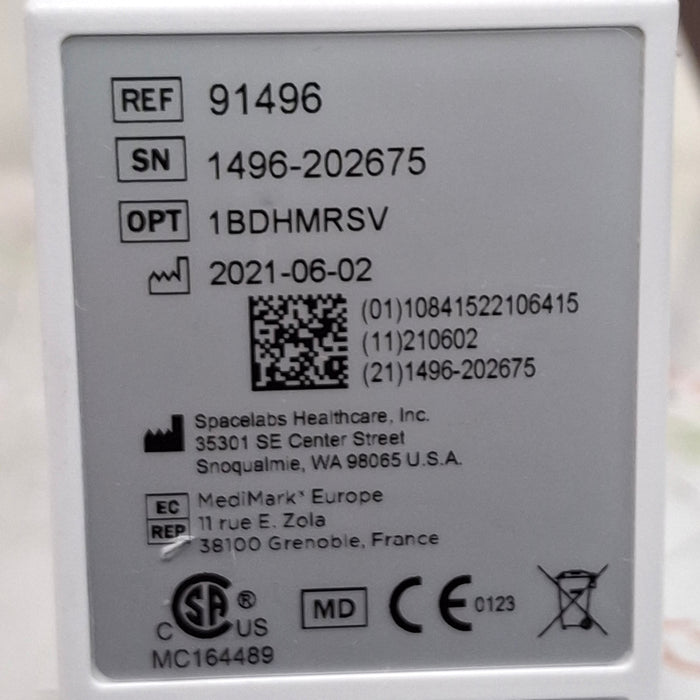 REF 91496
SN 1496-202675
OPT 1BDHMRSV
2021-06-02
(01)10841522106415
(11)210602
(21)1496-202675
Spacelabs Healthcare, Inc.
35301 SE Center Street
Snoqualmie, WA 98065 U.S.A.
EC REP
MediMark® Europe
11 rue E. Zola
38100 Grenoble, France
C SA ® US
MD
CE 0123
MC164489